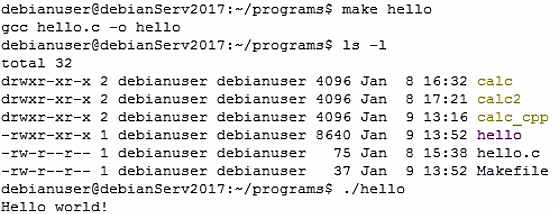 debianuser@debianServ2017:~/programs$ make hello
gcc hello.c -o hello
debianuser@debianServ2017:~/programs$ ls -l
total 32
drwxr-xr-x 2 debianuser debianuser 4096 Jan  8 16:32 calc
drwxr-xr-x 2 debianuser debianuser 4096 Jan  8 17:21 calc2
drwxr-xr-x 2 debianuser debianuser 4096 Jan  9 13:16 calc_cpp
-rwxr-xr-x 1 debianuser debianuser 8640 Jan  9 13:52 hello
-rw-r--r-- 1 debianuser debianuser   75 Jan  8 15:38 hello.c
-rw-r--r-- 1 debianuser debianuser   37 Jan  9 13:52 Makefile
debianuser@debianServ2017:~/programs$ ./hello
Hello world!